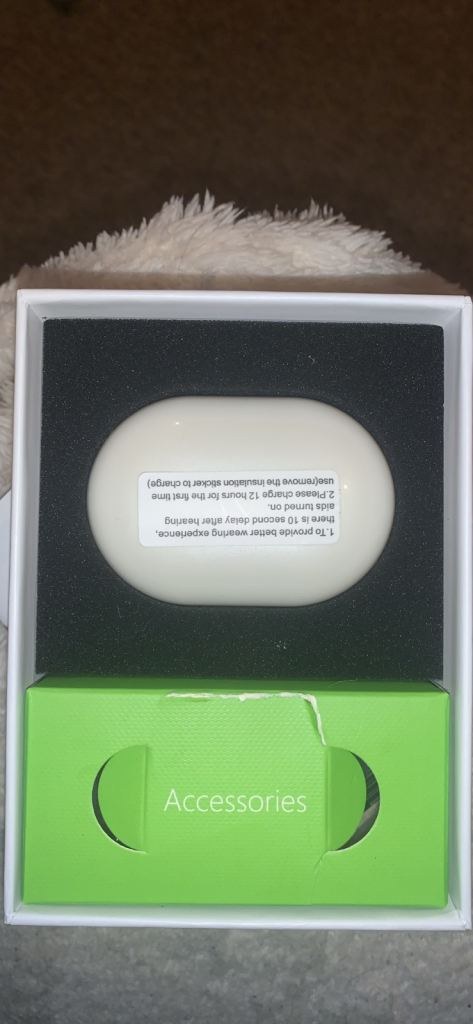 1.To provide better wearing experience,
there is 10 second delay after hearing
aids turned on.
2.Please charge 12 hours for the first time
use(remove the insulation sticker to charge)
Accessories